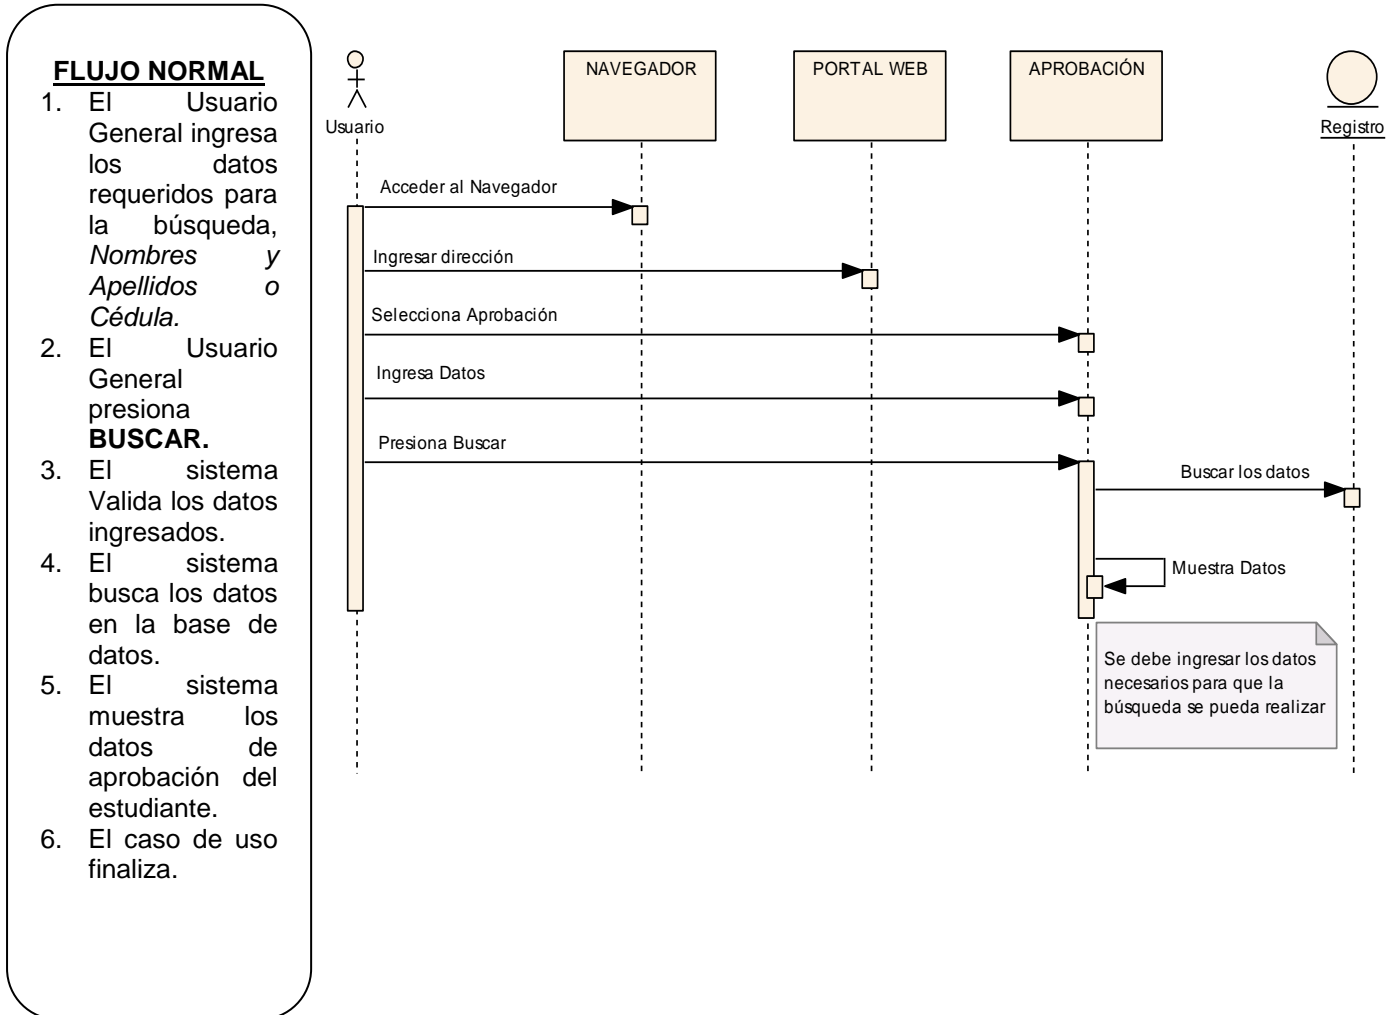 FLUJO NORMAL
1. El Usuario
General ingresa
los datos
requeridos para
la búsqueda,
Nombres y
Apellidos o
Cédula.
2. El Usuario
General
presiona
BUSCAR.
3. El sistema
Valida los datos
ingresados.
4. El sistema
busca los datos
en la base de
datos.
5. El sistema
muestra los
datos de
aprobación del
estudiante.
6. El caso de uso
finaliza.
Usuario
NAVEGADOR
PORTAL WEB
APROBACIÓN
Registro
Acceder al Navegador
Ingresar dirección
Selecciona Aprobación
Ingresa Datos
Presiona Buscar
Buscar los datos
Muestra Datos
Se debe ingresar los datos
necesarios para que la
búsqueda se pueda realizar